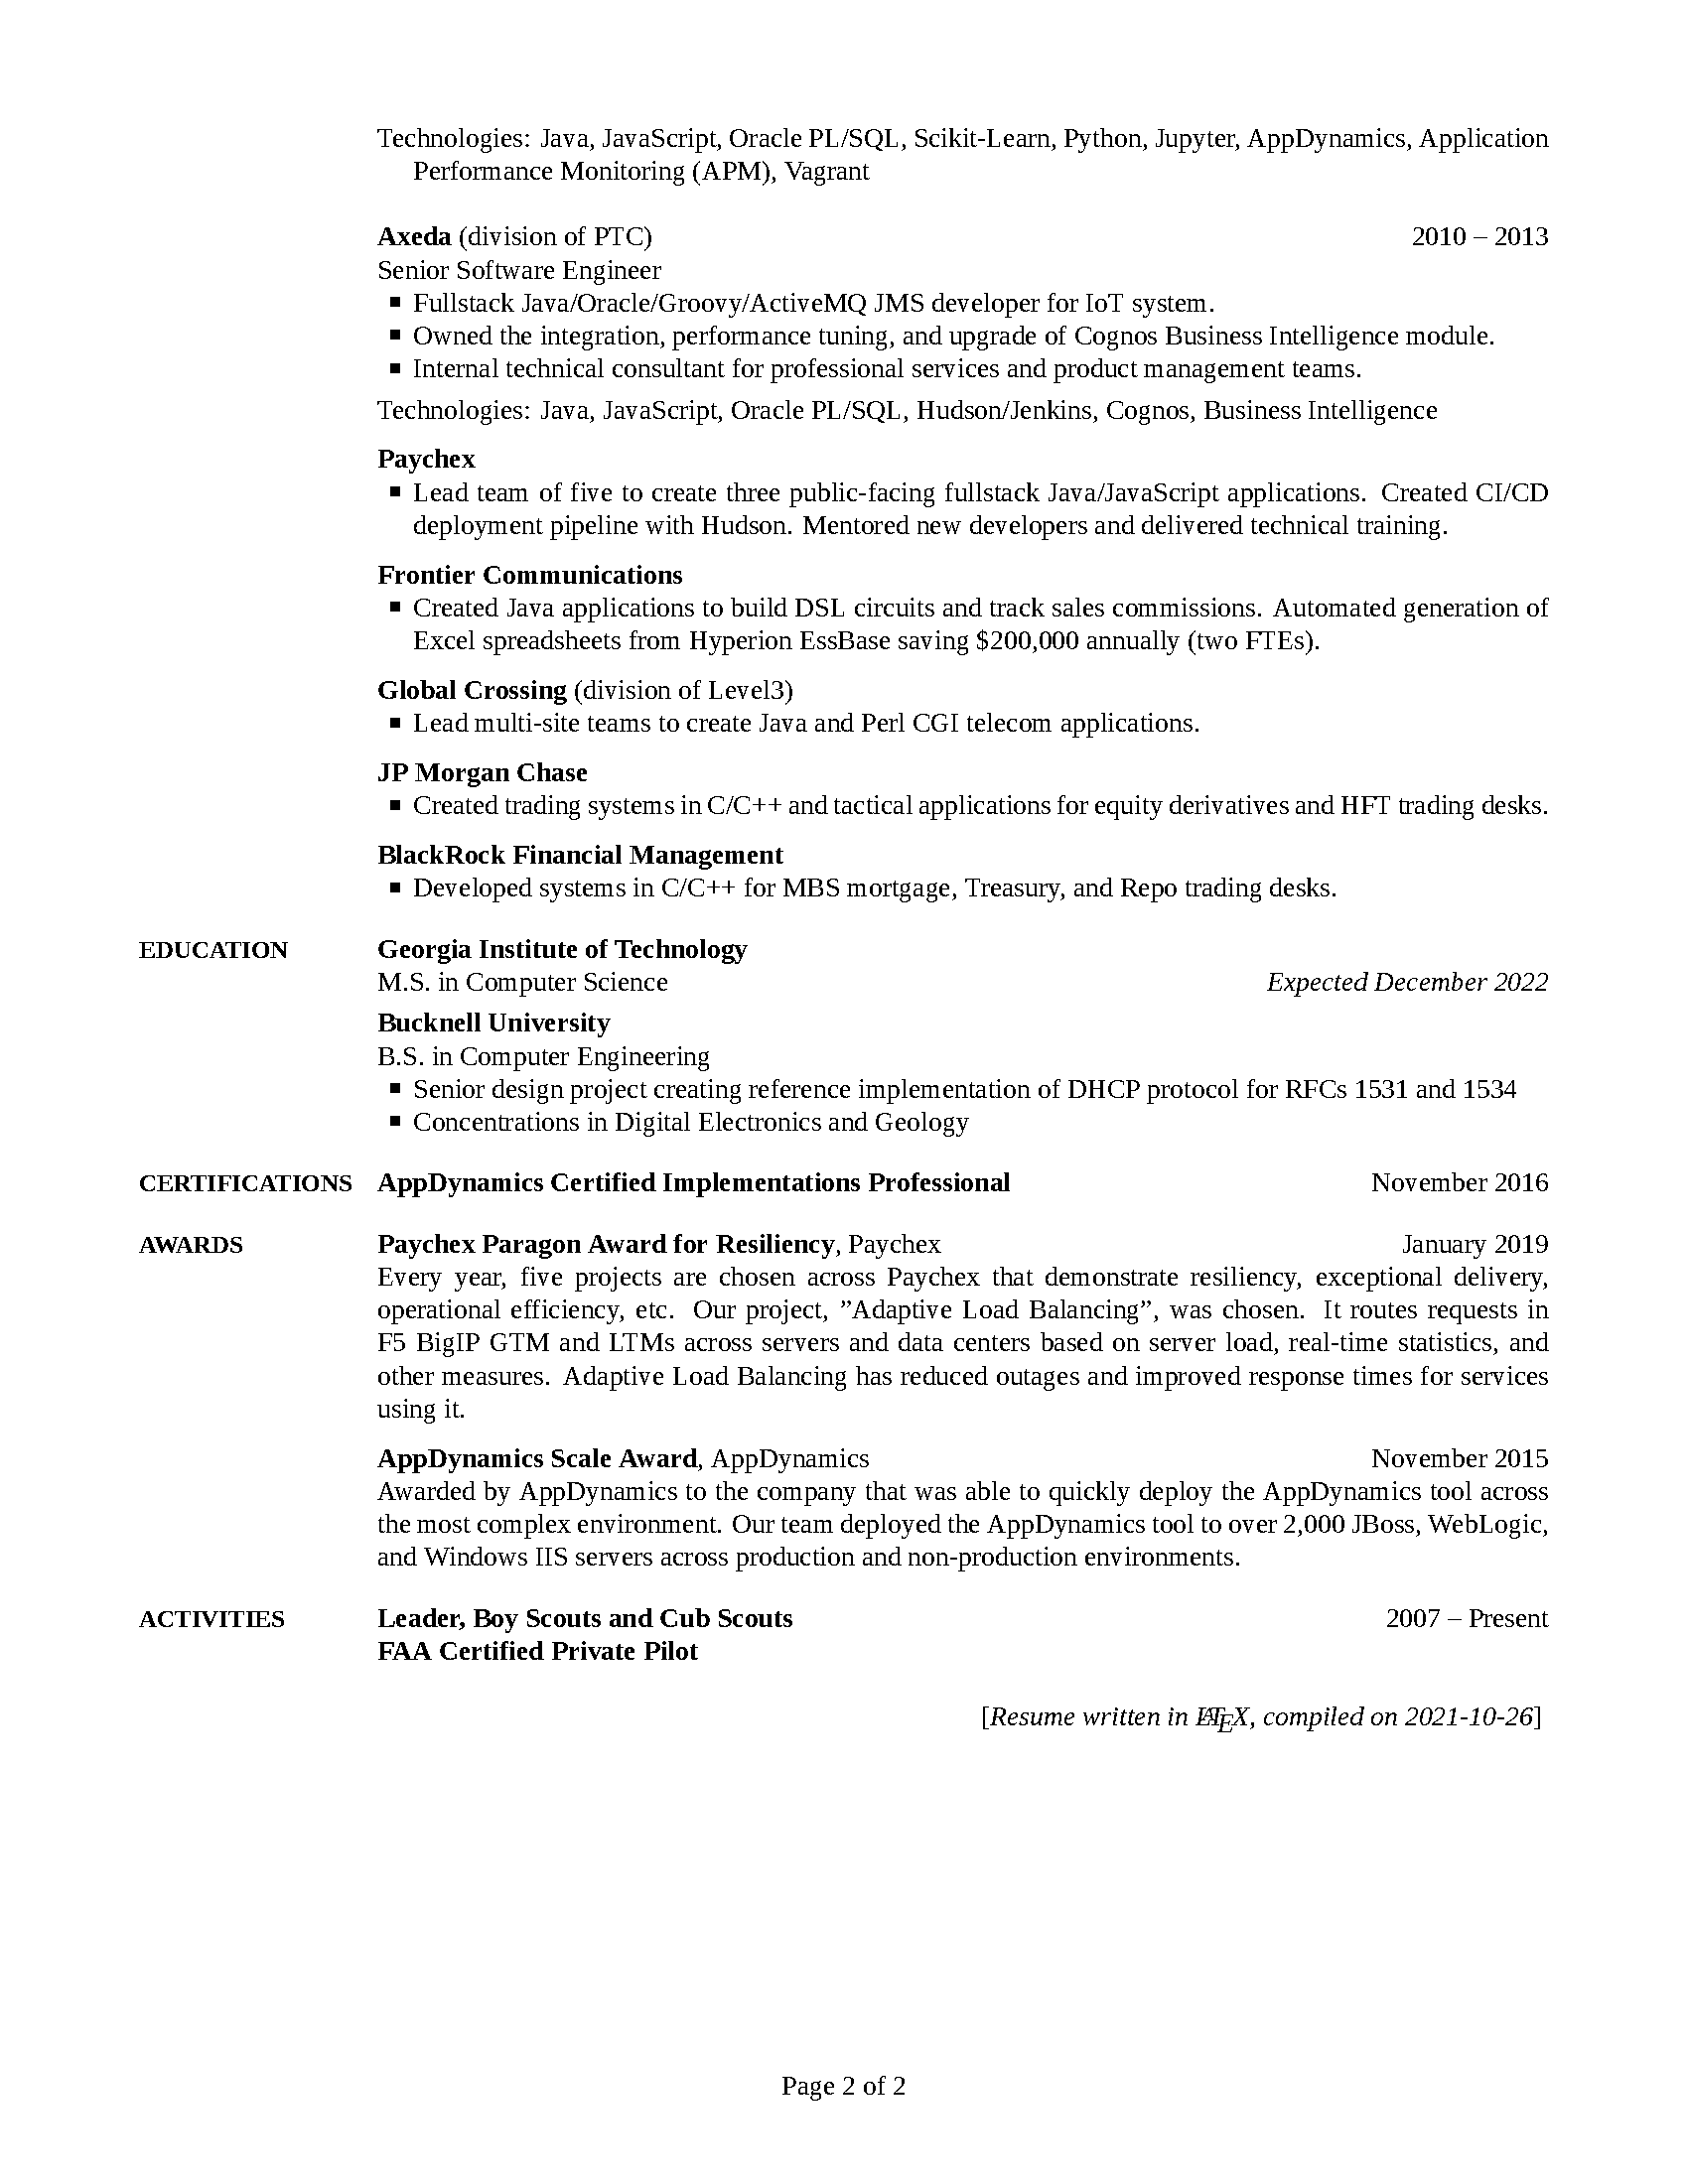 Technologies: Java, JavaScript, Oracle PL/SQL, Scikit-Learn, Python, Jupyter, AppDynamics, Application
Performance Monitoring (APM), Vagrant
Axeda (division of PTC) 2010 – 2013
Senior Software Engineer
▪ Fullstack Java/Oracle/Groovy/ActiveMQ JMS developer for IoT system.
▪ Owned the integration, performance tuning, and upgrade of Cognos Business Intelligence module.
▪ Internal technical consultant for professional services and product management teams.
Technologies: Java, JavaScript, Oracle PL/SQL, Hudson/Jenkins, Cognos, Business Intelligence
Paychex
▪ Lead team of five to create three public-facing fullstack Java/JavaScript applications. Created CI/CD
deployment pipeline with Hudson. Mentored new developers and delivered technical training.
Frontier Communications
▪ Created Java applications to build DSL circuits and track sales commissions. Automated generation of
Excel spreadsheets from Hyperion EssBase saving $200,000 annually (two FTEs).
Global Crossing (division of Level3)
▪ Lead multi-site teams to create Java and Perl CGI telecom applications.
JP Morgan Chase
▪ Created trading systems in C/C++ and tactical applications for equity derivatives and HFT trading desks.
BlackRock Financial Management
▪ Developed systems in C/C++ for MBS mortgage, Treasury, and Repo trading desks.
EDUCATION Georgia Institute of Technology
M.S. in Computer Science Expected December 2022
Bucknell University
B.S. in Computer Engineering
▪ Senior design project creating reference implementation of DHCP protocol for RFCs 1531 and 1534
▪ Concentrations in Digital Electronics and Geology
CERTIFICATIONS AppDynamics Certified Implementations Professional November 2016
AWARDS Paychex Paragon Award for Resiliency, Paychex January 2019
Every year, five projects are chosen across Paychex that demonstrate resiliency, exceptional delivery,
operational efficiency, etc. Our project, ”Adaptive Load Balancing”, was chosen. It routes requests in
F5 BigIP GTM and LTMs across servers and data centers based on server load, real-time statistics, and
other measures. Adaptive Load Balancing has reduced outages and improved response times for services
using it.
AppDynamics Scale Award, AppDynamics November 2015
Awarded by AppDynamics to the company that was able to quickly deploy the AppDynamics tool across
the most complex environment. Our team deployed the AppDynamics tool to over 2,000 JBoss, WebLogic,
and Windows IIS servers across production and non-production environments.
ACTIVITIES Leader, Boy Scouts and Cub Scouts 2007 – Present
FAA Certified Private Pilot
[Resume written in LATEX, compiled on 2021-10-26]
Page 2 of 2